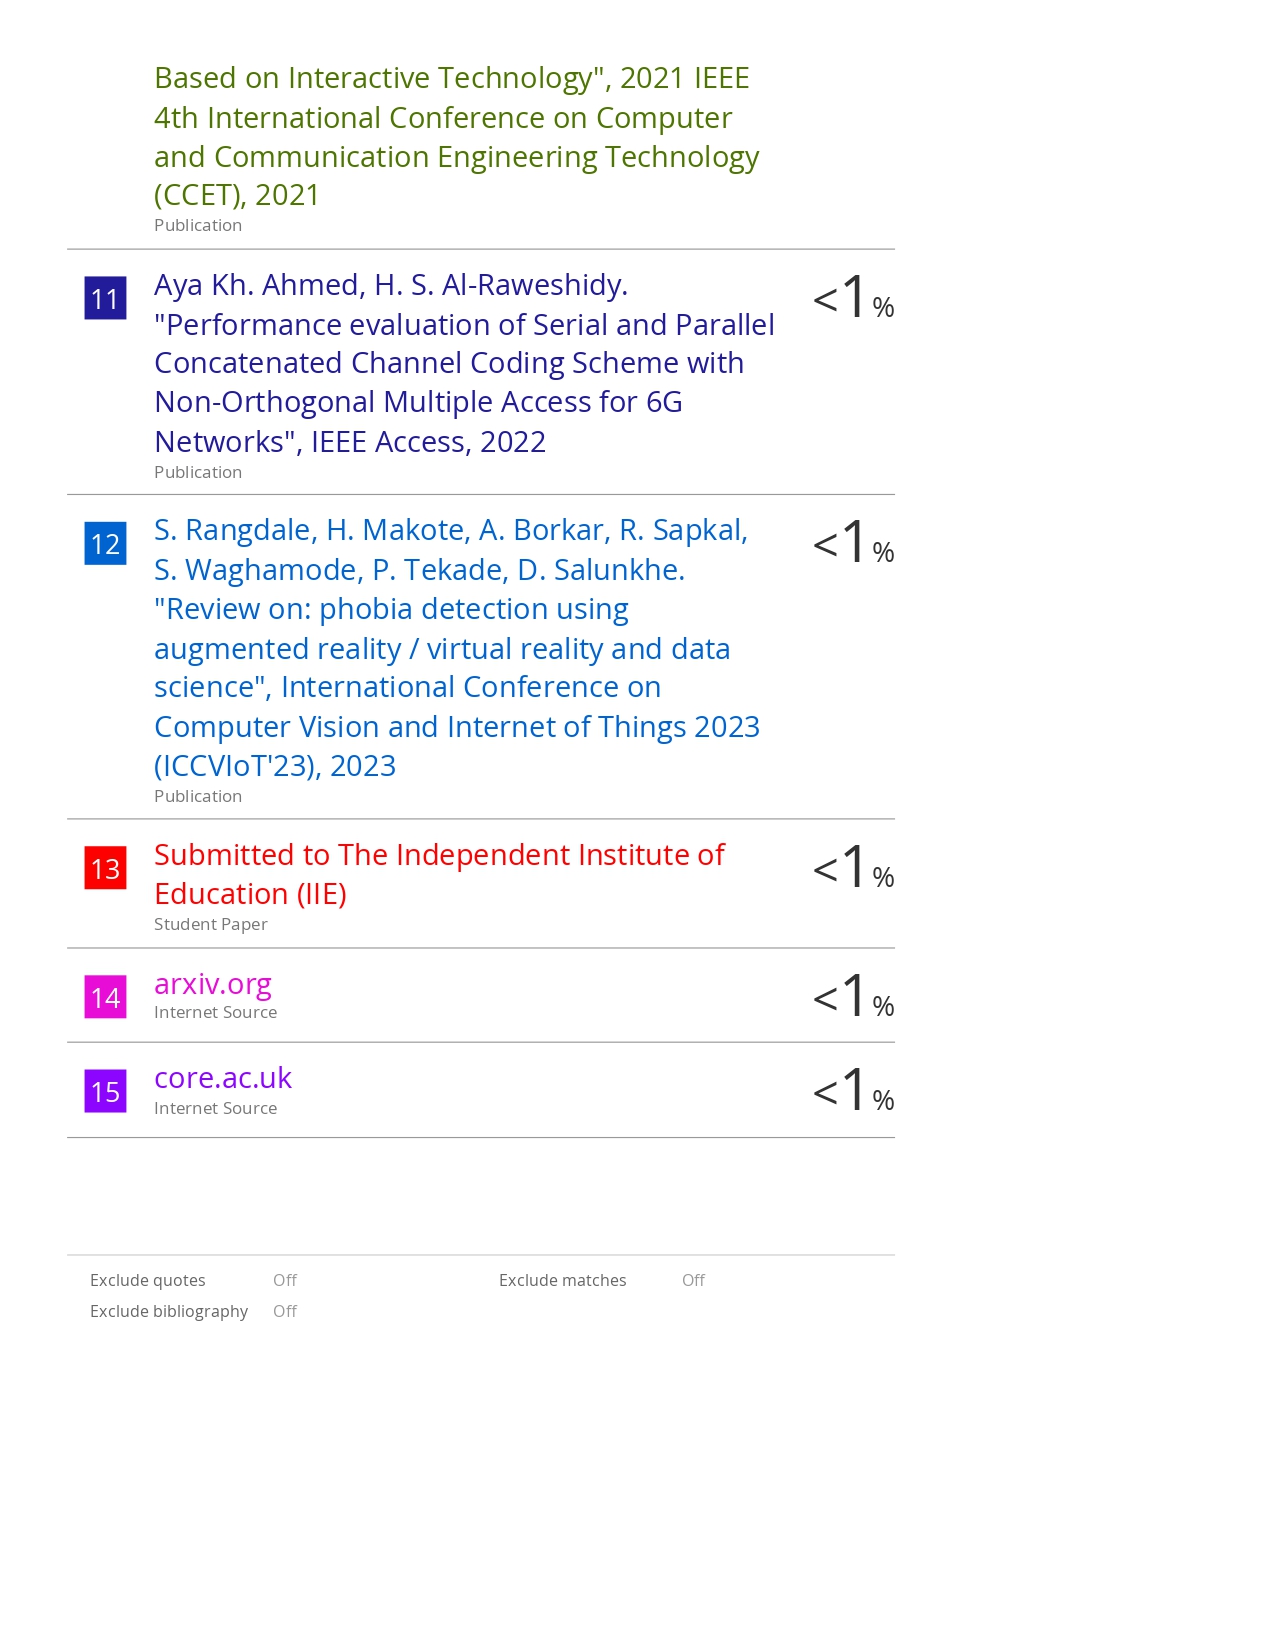 Based on Interactive Technology", 2021 IEEE
4th International Conference on Computer
and Communication Engineering Technology
(CCET), 2021
Publication
11
Aya Kh. Ahmed, H. S. Al-Raweshidy.
"Performance evaluation of Serial and Parallel
Concatenated Channel Coding Scheme with
Non-Orthogonal Multiple Access for 6G
Networks", IEEE Access, 2022
Publication
<1%
12
S. Rangdale, H. Makote, A. Borkar, R. Sapkal,
S. Waghamode, P. Tekade, D. Salunkhe.
"Review on: phobia detection using
augmented reality / virtual reality and data
science", International Conference on
Computer Vision and Internet of Things 2023
(ICCVIoT'23), 2023
Publication
<1%
13
Submitted to The Independent Institute of
Education (IIE)
Student Paper
<1%
14
arxiv.org
Internet Source
<1%
15
core.ac.uk
Internet Source
<1%
Exclude quotes Off
Exclude bibliography Off
Exclude matches Off